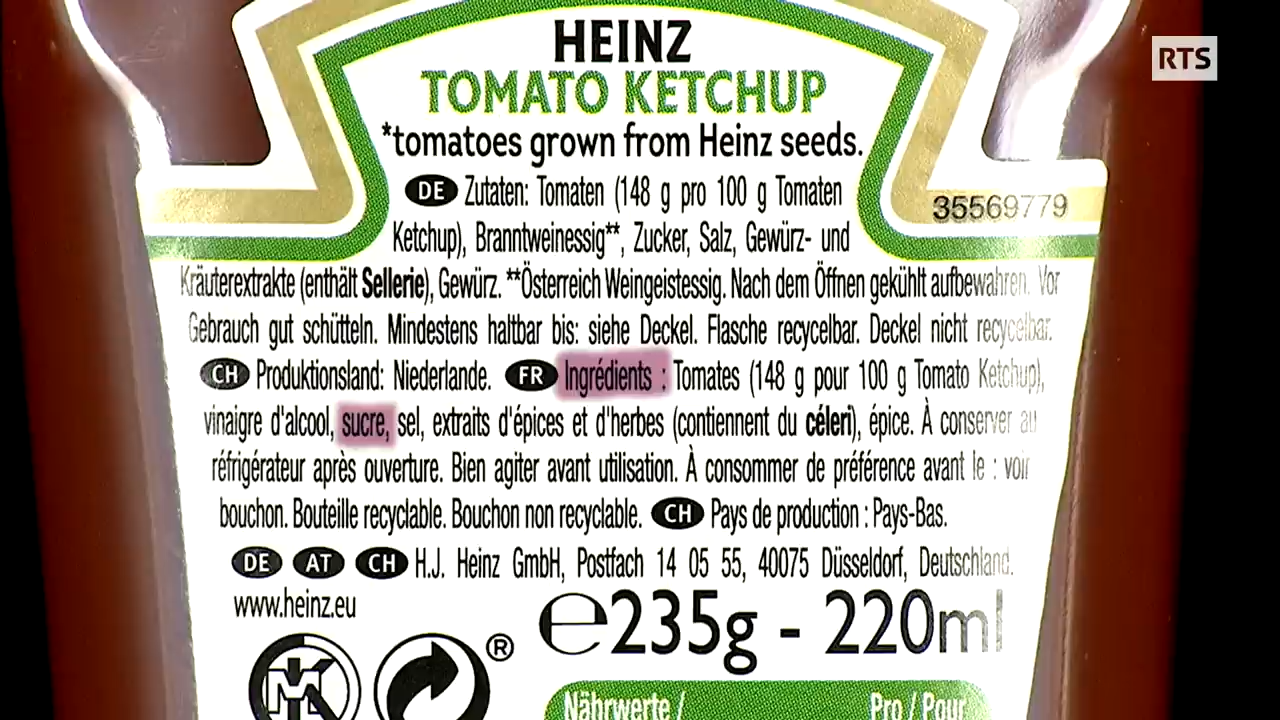 RTS
HEINZ
TOMATO KETCHUP
*tomatoes grown from Heinz seeds.
DE Zutaten: Tomaten (148 g pro 100 g Tomaten
35569779
Ketchup), Branntweinessig**, Zucker, Salz, Gewürz- und
Kräuterextrakte (enthält Sellerie), Gewürz. **Österreich Weingeistessig. Nach dem Öffnen gekühlt aufbewahren. Vor
Gebrauch gut schütteln. Mindestens haltbar bis: siehe Deckel. Flasche recycelbar. Deckel nicht recycelbar.
CH Produktionsland: Niederlande. FR Ingrédients : Tomates (148 g pour 100 g Tomato Ketchup),
vinaigre d'alcool, sucre, sel, extraits d'épices et d'herbes (contiennent du céleri), épice. À conserver au
réfrigérateur après ouverture. Bien agiter avant utilisation. À consommer de préférence avant le : voir
bouchon. Bouteille recyclable. Bouchon non recyclable. CH Pays de production : Pays-Bas.
DE AT CH H.J. Heinz GmbH, Postfach 14 05 55, 40075 Düsseldorf, Deutschland.
www.heinz.eu
℮235g - 220ml
®
Nährwerte / Pro / Pour